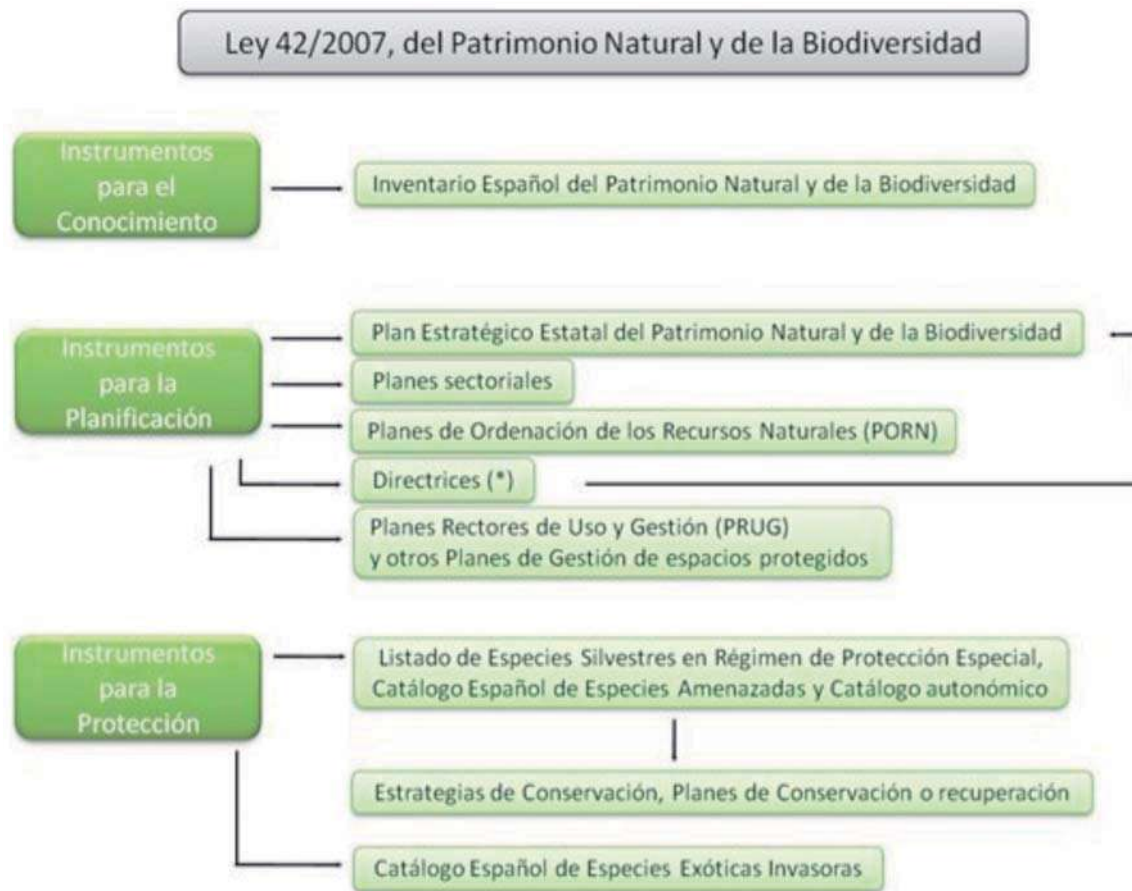 Ley 42/2007, del Patrimonio Natural y de la Biodiversidad
Instrumentos
para el
Conocimiento
Inventario Español del Patrimonio Natural y de la Biodiversidad
Instrumentos
para la
Planificación
Plan Estratégico Estatal del Patrimonio Natural y de la Biodiversidad
Planes sectoriales
Planes de Ordenación de los Recursos Naturales (PORN)
Directrices (*)
Planes Rectores de Uso y Gestión (PRUG)
y otros Planes de Gestión de espacios protegidos
Instrumentos
para la
Protección
Listado de Especies Silvestres en Régimen de Protección Especial,
Catálogo Español de Especies Amenazadas y Catálogo autonómico
Estrategias de Conservación, Planes de Conservación o recuperación
Catálogo Español de Especies Exóticas Invasoras